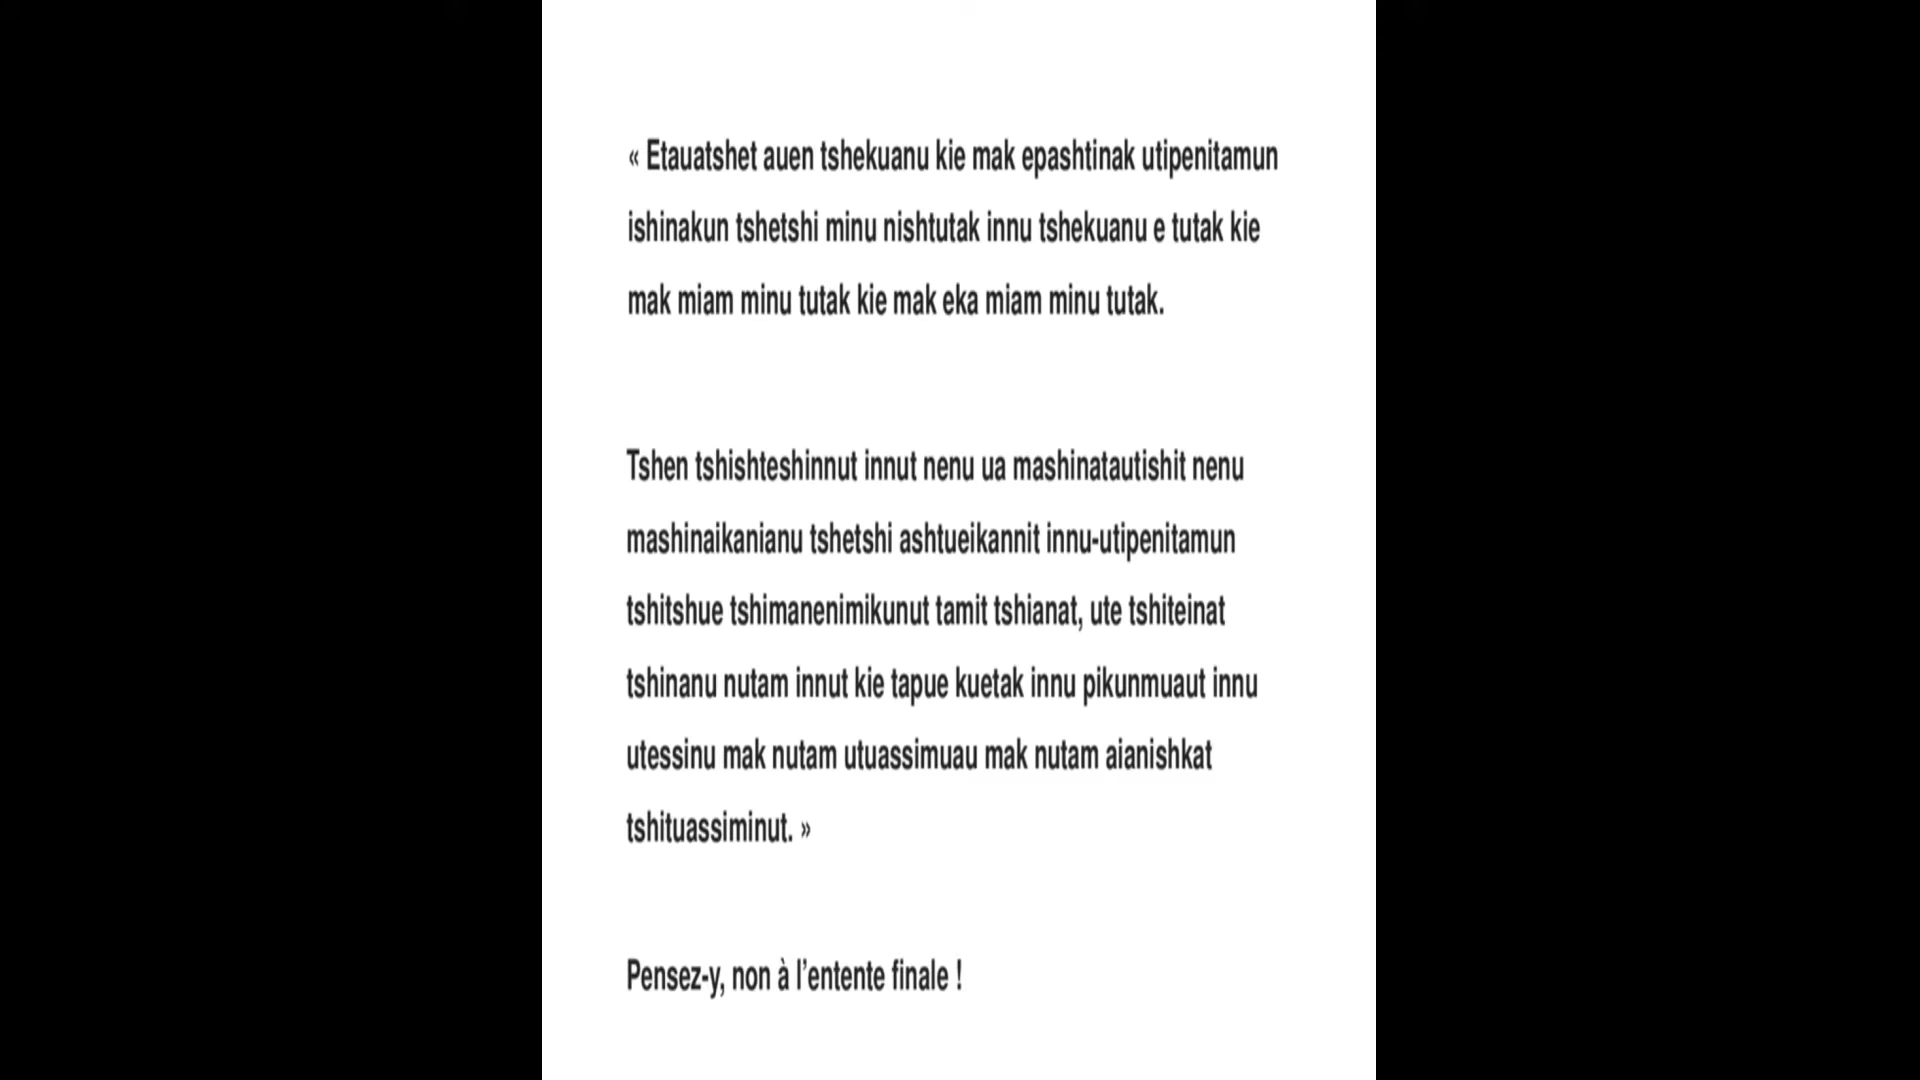 « Etauatshet auen tshekuanu kie mak epashtinak utipenitamun
ishinakun tshetshi minu nishtutak innu tshekuanu e tutak kie
mak miam minu tutak kie mak eka miam minu tutak.
Tshen tshishteshinnut innut nenu ua mashinatautishit nenu
mashinaikanianu tshetshi ashtueikannit innu-utipenitamun
tshitshue tshimanenimikunut tamit tshianat, ute tshiteinat
tshinanu nutam innut kie tapue kuetak innu pikunmuaut innu
utessinu mak nutam utuassimuau mak nutam aianishkat
tshituassiminut. »
Pensez-y, non à l’entente finale !